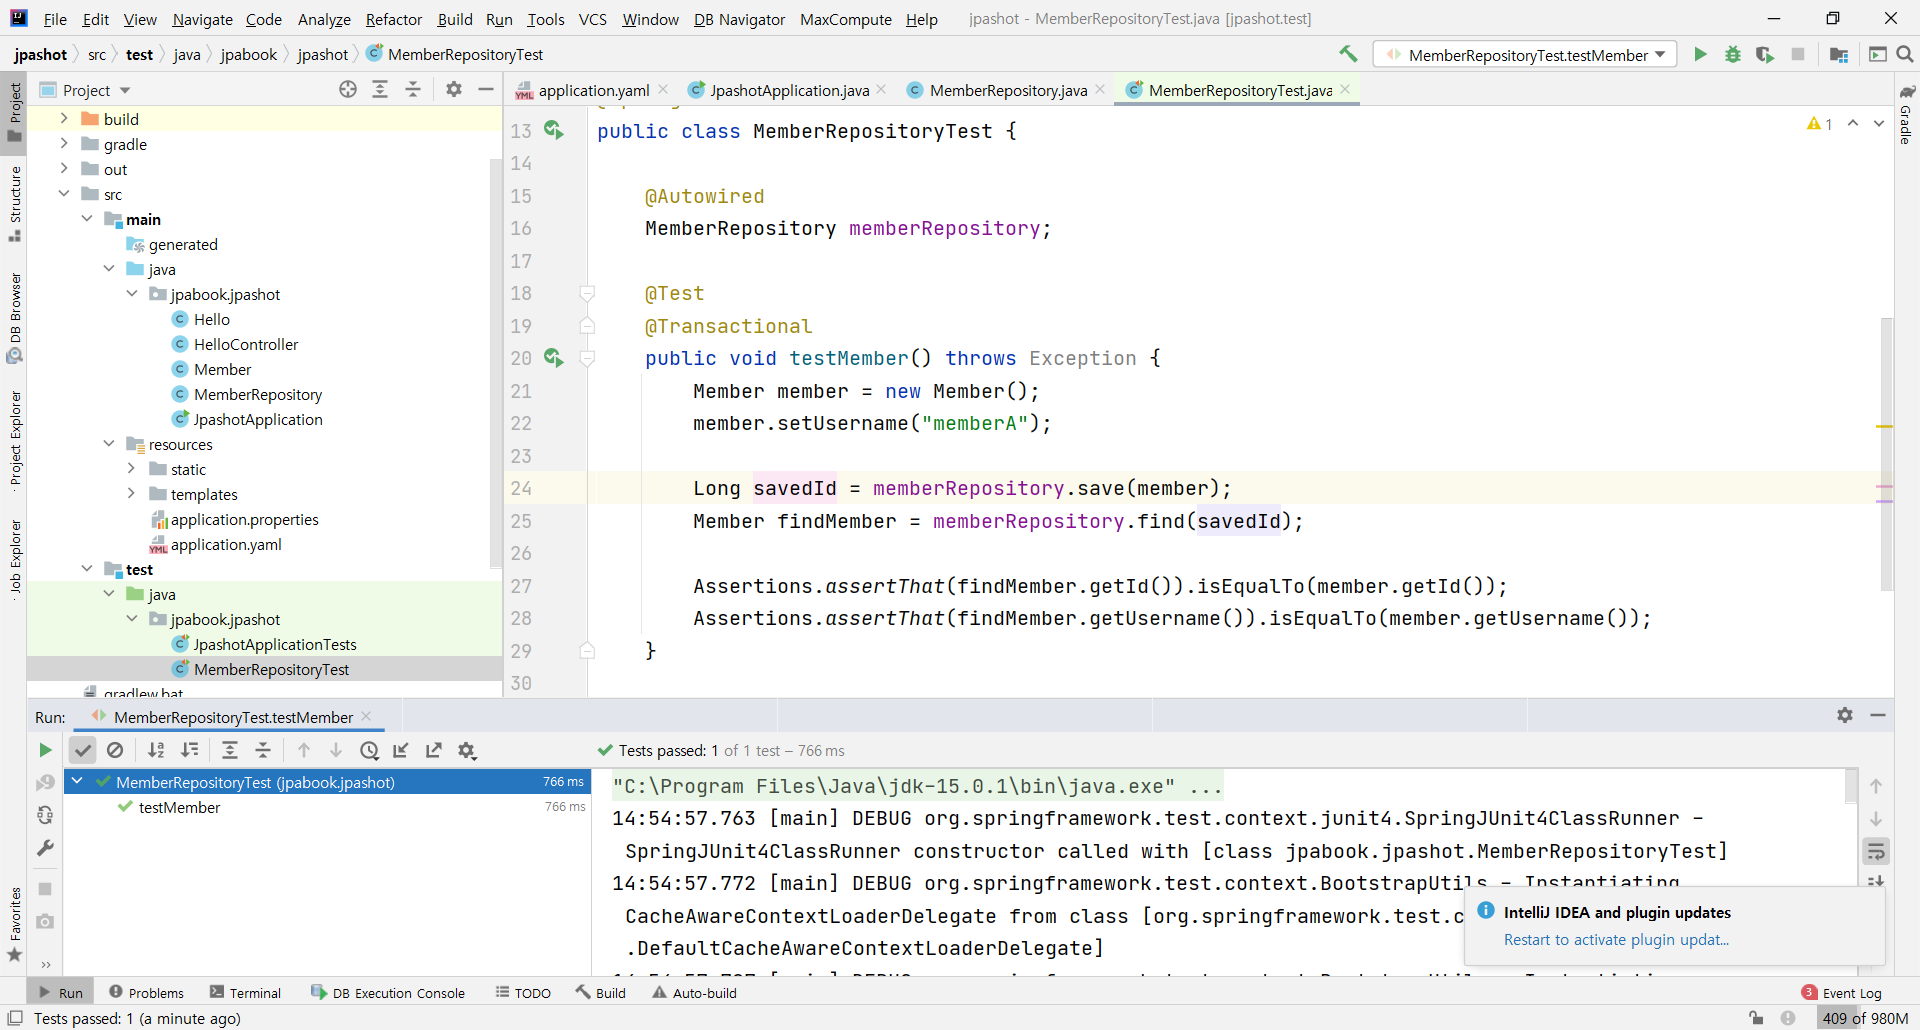 File Edit View Navigate Code Analyze Refactor Build Run Tools VCS Window DB Navigator MaxCompute Help jpashot - MemberRepositoryTest.java [jpashot.test]
jpashot src test java jpabook jpashot MemberRepositoryTest MemberRepositoryTest.testMember
Project
application.yaml JpashotApplication.java MemberRepository.java MemberRepositoryTest.java
Project
Structure
DB Browser
Project Explorer
Job Explorer
Favorites
Gradle
build
gradle
out
src
main
generated
java
jpabook.jpashot
Hello
HelloController
Member
MemberRepository
JpashotApplication
resources
static
templates
application.properties
application.yaml
test
java
jpabook.jpashot
JpashotApplicationTests
MemberRepositoryTest
gradlew.bat
1
13 public class MemberRepositoryTest {
14
15 @Autowired
16 MemberRepository memberRepository;
17
18 @Test
19 @Transactional
20 public void testMember() throws Exception {
21 Member member = new Member();
22 member.setUsername("memberA");
23
24 Long savedId = memberRepository.save(member);
25 Member findMember = memberRepository.find(savedId);
26
27 Assertions.assertThat(findMember.getId()).isEqualTo(member.getId());
28 Assertions.assertThat(findMember.getUsername()).isEqualTo(member.getUsername());
29 }
30
Run: MemberRepositoryTest.testMember
Tests passed: 1 of 1 test – 766 ms
MemberRepositoryTest (jpabook.jpashot) 766 ms
testMember 766 ms
"C:\Program Files\Java\jdk-15.0.1\bin\java.exe" ...
14:54:57.763 [main] DEBUG org.springframework.test.context.junit4.SpringJUnit4ClassRunner -
SpringJUnit4ClassRunner constructor called with [class jpabook.jpashot.MemberRepositoryTest]
14:54:57.772 [main] DEBUG org.springframework.test.context.BootstrapUtils - Instantiating
CacheAwareContextLoaderDelegate from class [org.springframework.test.c
.DefaultCacheAwareContextLoaderDelegate]
IntelliJ IDEA and plugin updates
Restart to activate plugin updat...
Run Problems Terminal DB Execution Console TODO Build Auto-build 3 Event Log
Tests passed: 1 (a minute ago) 409 of 980M